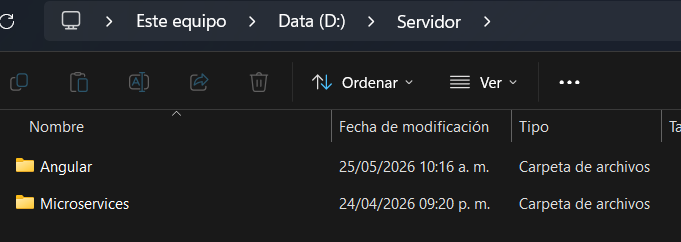 Este equipo > Data (D:) > Servidor >
Ordenar Ver ...
Nombre Fecha de modificación Tipo Ta
Angular 25/05/2026 10:16 a. m. Carpeta de archivos
Microservices 24/04/2026 09:20 p. m. Carpeta de archivos